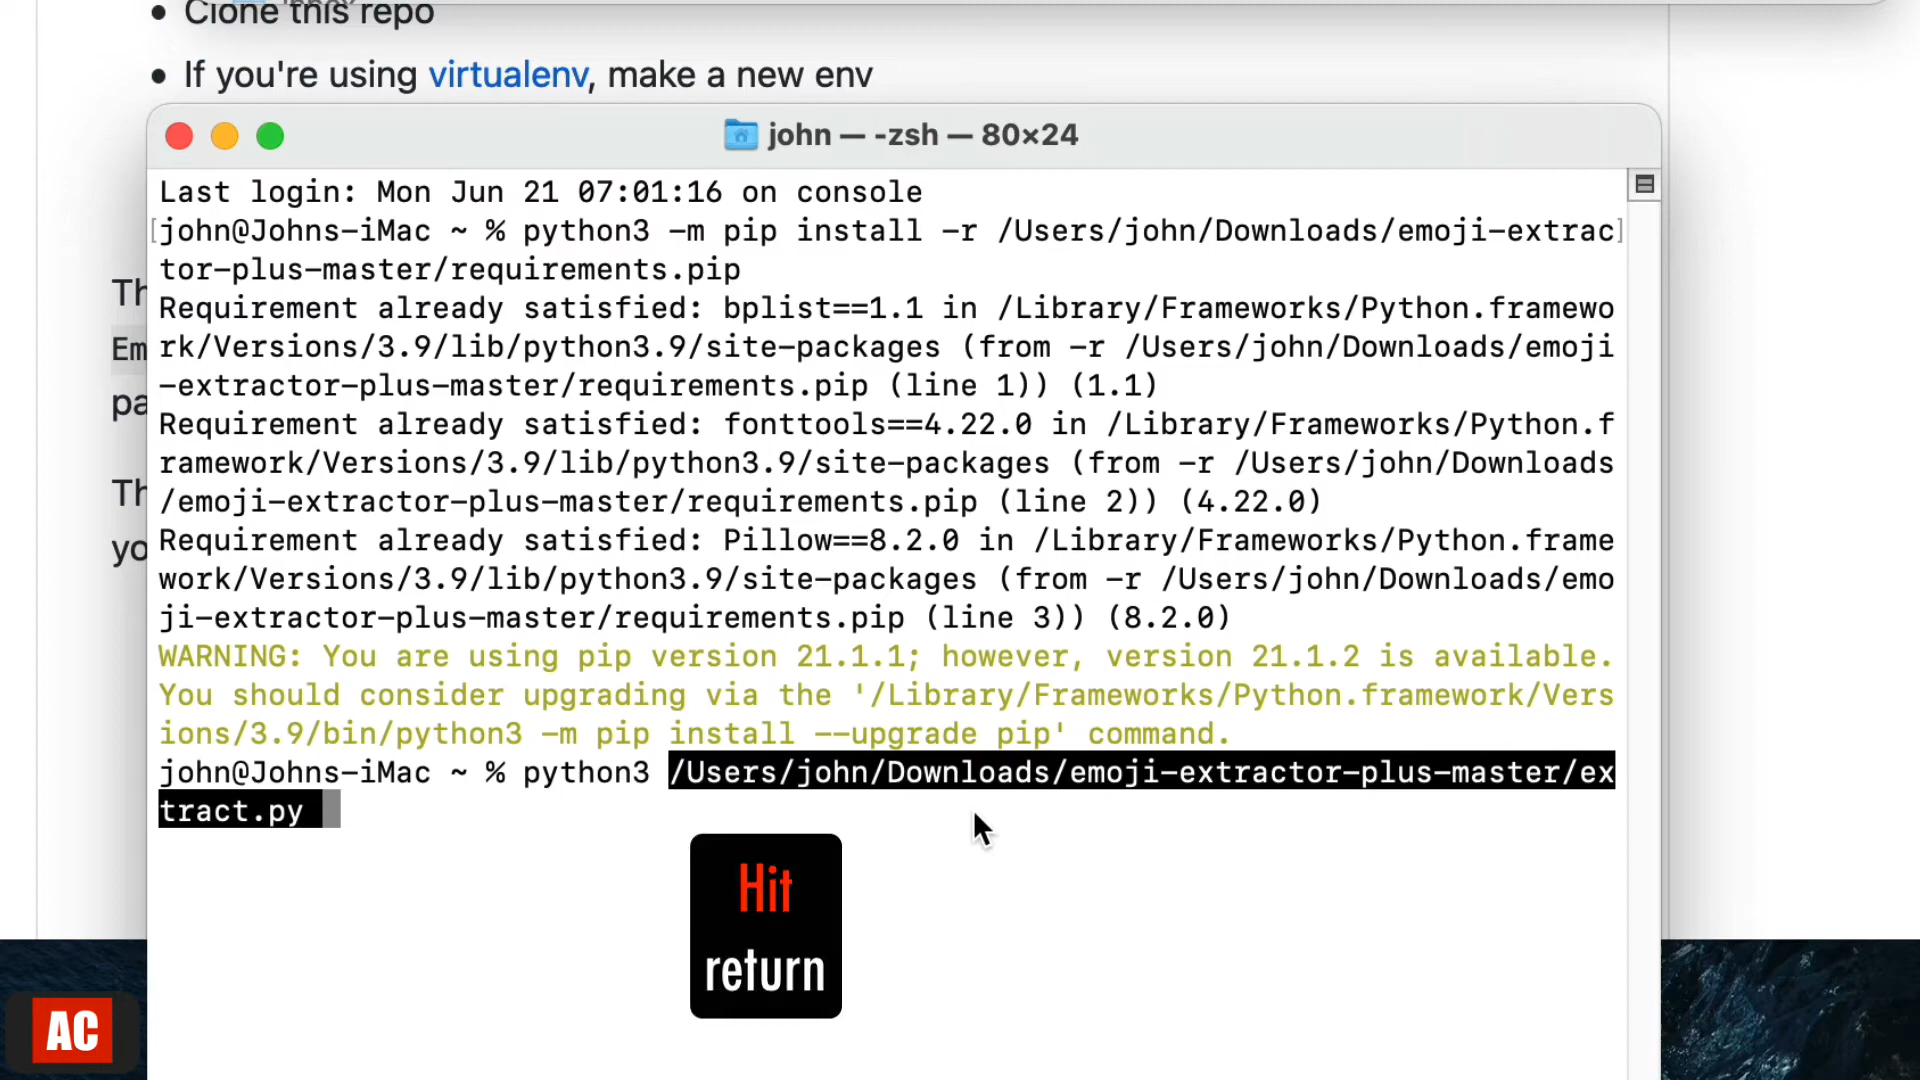 Clone this repo
If you're using virtualenv, make a new env
john — -zsh — 80×24
Last login: Mon Jun 21 07:01:16 on console
[john@Johns-iMac ~ % python3 -m pip install -r /Users/john/Downloads/emoji-extrac]
tor-plus-master/requirements.pip
Requirement already satisfied: bplist==1.1 in /Library/Frameworks/Python.framewo
rk/Versions/3.9/lib/python3.9/site-packages (from -r /Users/john/Downloads/emoji
-extractor-plus-master/requirements.pip (line 1)) (1.1)
Requirement already satisfied: fonttools==4.22.0 in /Library/Frameworks/Python.f
ramework/Versions/3.9/lib/python3.9/site-packages (from -r /Users/john/Downloads
/emoji-extractor-plus-master/requirements.pip (line 2)) (4.22.0)
Requirement already satisfied: Pillow==8.2.0 in /Library/Frameworks/Python.frame
work/Versions/3.9/lib/python3.9/site-packages (from -r /Users/john/Downloads/emo
ji-extractor-plus-master/requirements.pip (line 3)) (8.2.0)
WARNING: You are using pip version 21.1.1; however, version 21.1.2 is available.
You should consider upgrading via the '/Library/Frameworks/Python.framework/Vers
ions/3.9/bin/python3 -m pip install --upgrade pip' command.
john@Johns-iMac ~ % python3 /Users/john/Downloads/emoji-extractor-plus-master/ex
tract.py
Th
Em
pa
Th
yo
Hit
return
AC